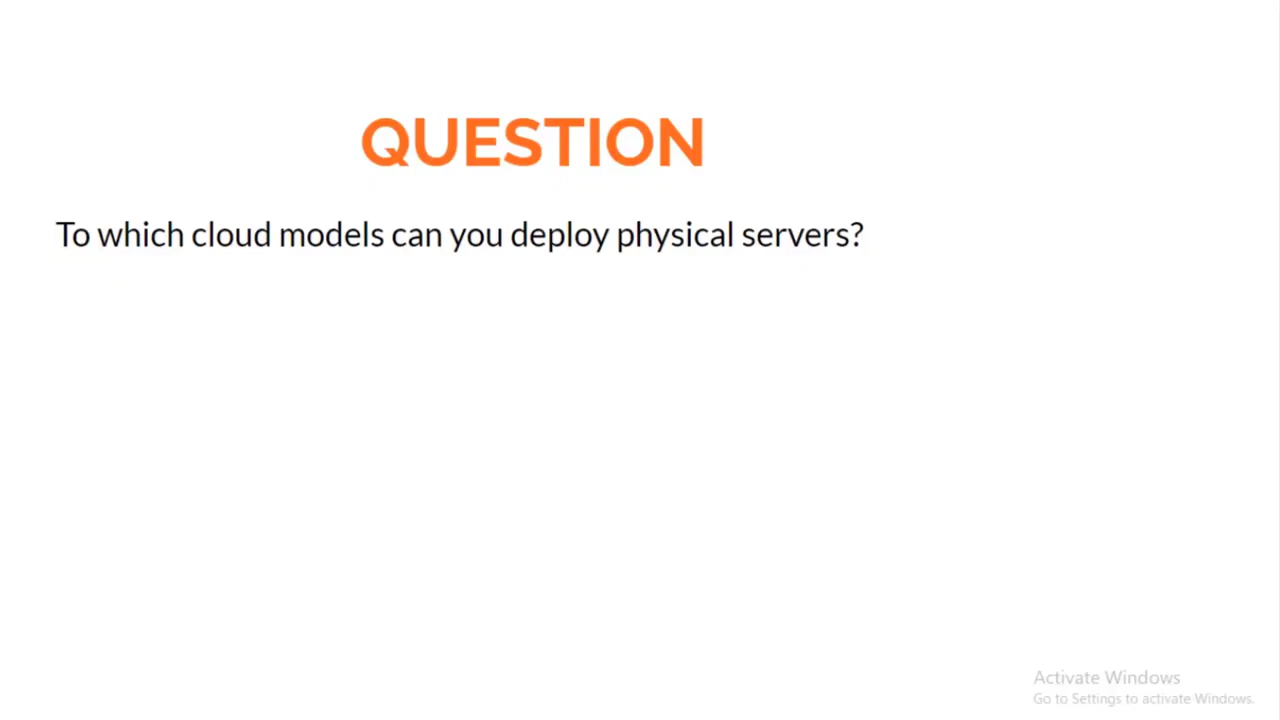 QUESTION
To which cloud models can you deploy physical servers?
Activate Windows
Go to Settings to activate Windows.